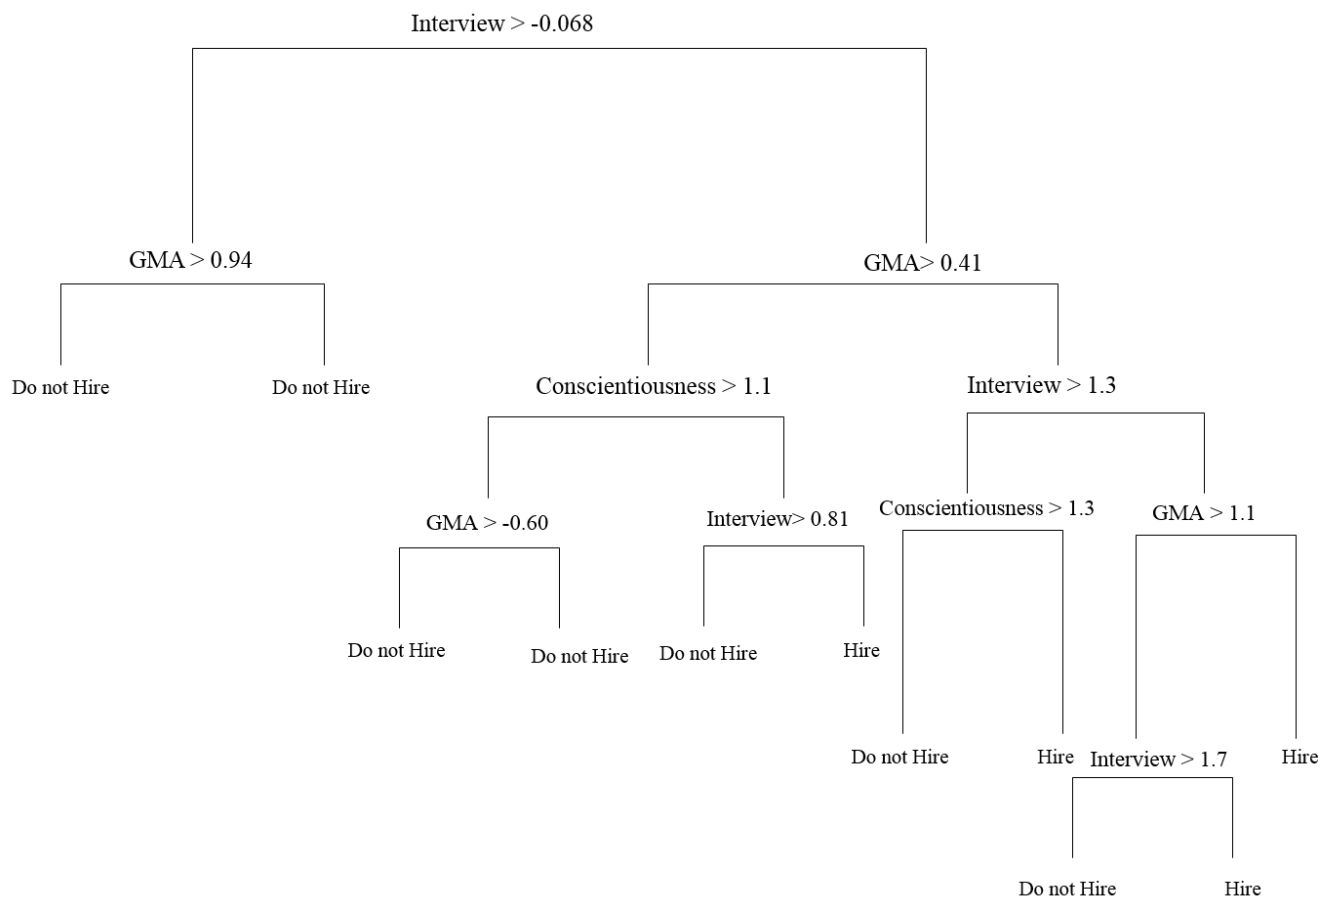 Interview > -0.068
GMA > 0.94
GMA> 0.41
Do not Hire
Do not Hire
Conscientiousness > 1.1
Interview > 1.3
GMA > -0.60
Interview> 0.81
Conscientiousness > 1.3
GMA > 1.1
Do not Hire
Do not Hire
Do not Hire
Hire
Do not Hire
Hire
Interview > 1.7
Hire
Do not Hire
Hire